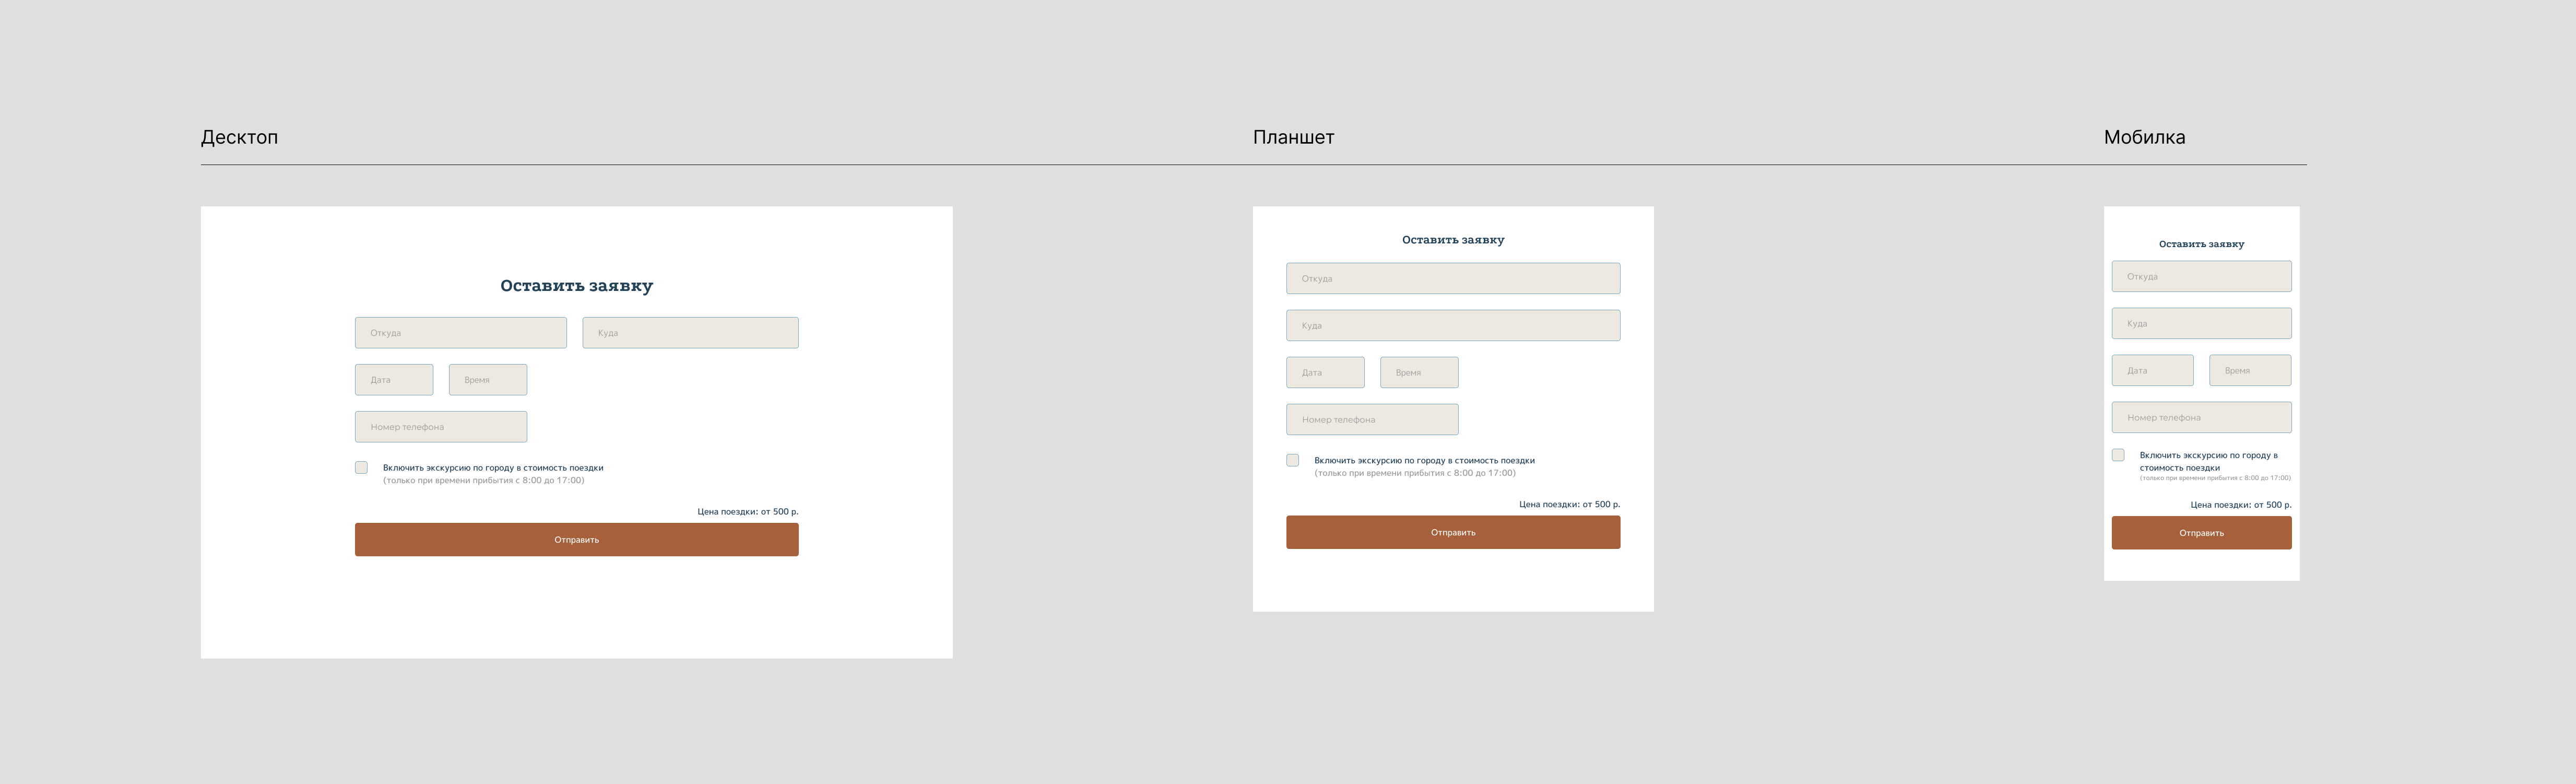 Десктоп
Планшет
Мобилка
Оставить заявку
Откуда
Куда
Дата
Время
Номер телефона
Включить экскурсию по городу в стоимость поездки
(только при времени прибытия с 8:00 до 17:00)
Цена поездки: от 500 р.
Отправить
Оставить заявку
Откуда
Куда
Дата
Время
Номер телефона
Включить экскурсию по городу в стоимость поездки
(только при времени прибытия с 8:00 до 17:00)
Цена поездки: от 500 р.
Отправить
Оставить заявку
Откуда
Куда
Дата
Время
Номер телефона
Включить экскурсию по городу в
стоимость поездки
(только при времени прибытия с 8:00 до 17:00)
Цена поездки: от 500 р.
Отправить